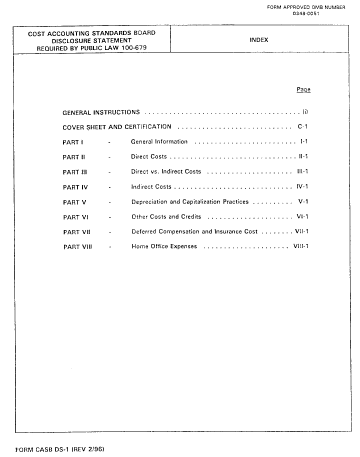 FORM APPROVED OMB NUMBER
0348-0051
COST ACCOUNTING STANDARDS BOARD
DISCLOSURE STATEMENT
REQUIRED BY PUBLIC LAW 100-679
INDEX
Page
GENERAL INSTRUCTIONS . . . . . . . . . . . . . . . . . . . . . . . . . . . . (i)
COVER SHEET AND CERTIFICATION . . . . . . . . . . . . . . . . . . . . . . C-1
PART I - General Information . . . . . . . . . . . . . . . . . . . I-1
PART II - Direct Costs . . . . . . . . . . . . . . . . . . . . . . . II-1
PART III - Direct vs. Indirect Costs . . . . . . . . . . . . . . . . III-1
PART IV - Indirect Costs . . . . . . . . . . . . . . . . . . . . . . IV-1
PART V - Depreciation and Capitalization Practices . . . . . . . . V-1
PART VI - Other Costs and Credits . . . . . . . . . . . . . . . . VI-1
PART VII - Deferred Compensation and Insurance Cost . . . . . . . . VII-1
PART VIII - Home Office Expenses . . . . . . . . . . . . . . . . VIII-1
FORM CASB DS-1 (REV 2/96)